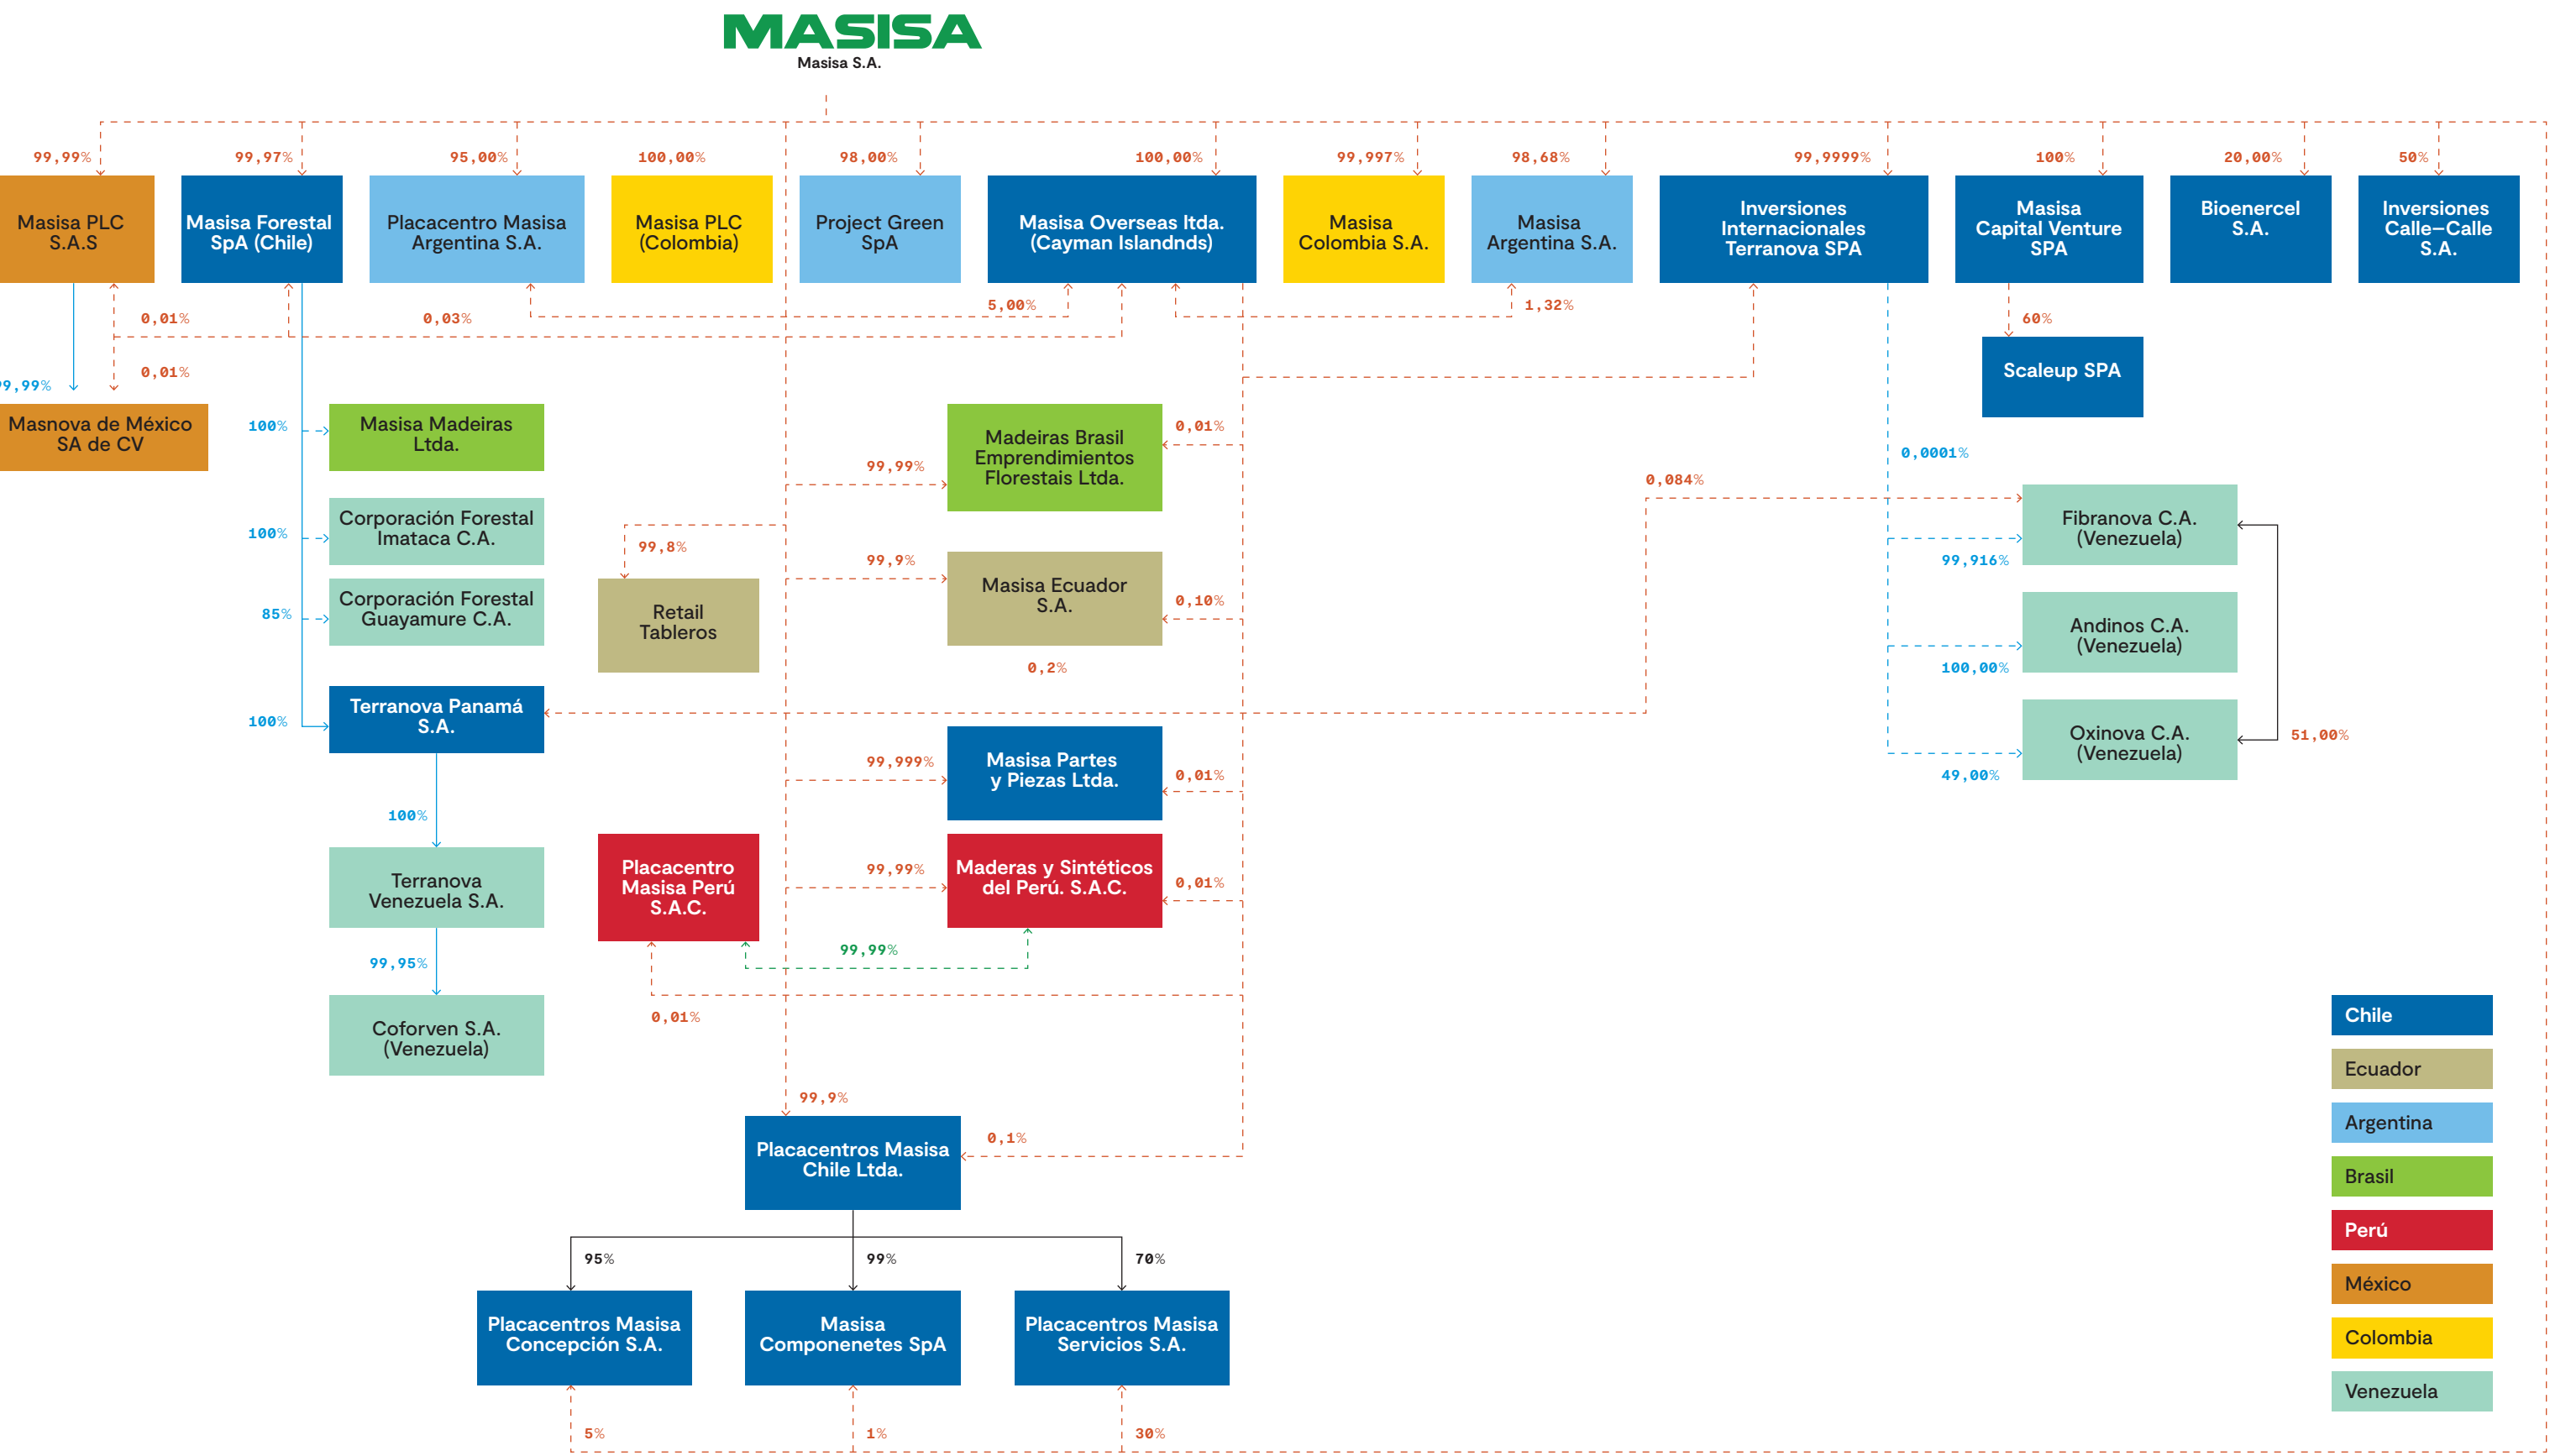 MASISA
Masisa S.A.
99,99%
99,97%
95,00%
100,00%
98,00%
100,00%
99,997%
98,68%
99,9999%
100%
20,00%
50%
Masisa PLC
S.A.S
Masisa Forestal
SpA (Chile)
Placacentro Masisa
Argentina S.A.
Masisa PLC
(Colombia)
Project Green
SpA
Masisa Overseas ltda.
(Cayman Islandnds)
Masisa
Colombia S.A.
Masisa
Argentina S.A.
Inversiones
Internacionales
Terranova SPA
Masisa
Capital Venture
SPA
Bioenercel
S.A.
Inversiones
Calle–Calle
S.A.
0,01%
0,03%
5,00%
1,32%
60%
0,01%
99,99%
Scaleup SPA
Masnova de México
SA de CV
100%
Masisa Madeiras
Ltda.
99,99%
Madeiras Brasil
Emprendimientos
Florestais Ltda.
0,01%
0,0001%
0,084%
100%
Corporación Forestal
Imataca C.A.
99,8%
99,9%
Fibranova C.A.
(Venezuela)
99,916%
85%
Corporación Forestal
Guayamure C.A.
Retail
Tableros
Masisa Ecuador
S.A.
0,10%
0,2%
Andinos C.A.
(Venezuela)
100,00%
100%
Terranova Panamá
S.A.
Oxinova C.A.
(Venezuela)
51,00%
49,00%
99,999%
Masisa Partes
y Piezas Ltda.
0,01%
100%
Terranova
Venezuela S.A.
Placacentro
Masisa Perú
S.A.C.
99,99%
Maderas y Sintéticos
del Perú. S.A.C.
0,01%
99,99%
99,95%
0,01%
Coforven S.A.
(Venezuela)
99,9%
Placacentros Masisa
Chile Ltda.
0,1%
95%
99%
70%
Placacentros Masisa
Concepción S.A.
Masisa
Componenetes SpA
Placacentros Masisa
Servicios S.A.
5%
1%
30%
Chile
Ecuador
Argentina
Brasil
Perú
México
Colombia
Venezuela